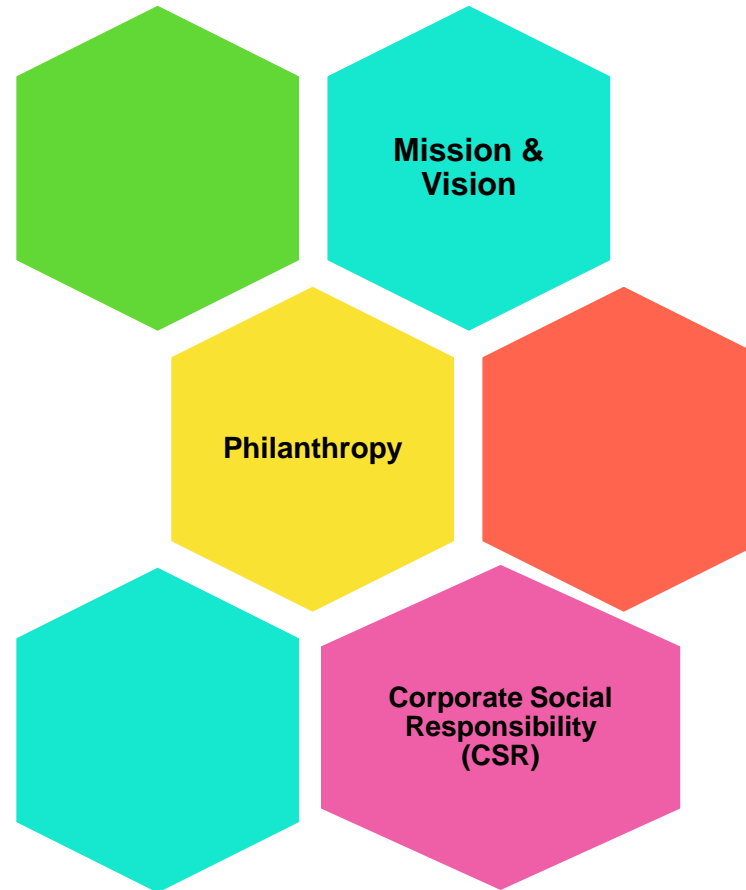 Mission &
Vision
Philanthropy
Corporate Social
Responsibility
(CSR)